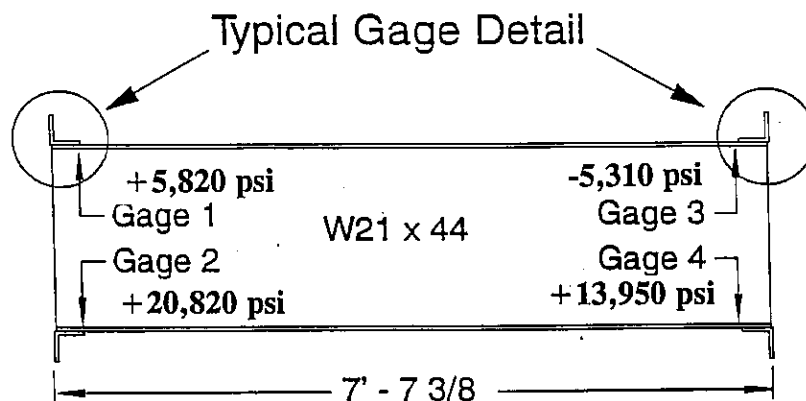 Typical Gage Detail
+5,820 psi
-5,310 psi
Gage 1
W21 x 44
Gage 3
Gage 2
Gage 4
+20,820 psi
+13,950 psi
7' - 7 3/8